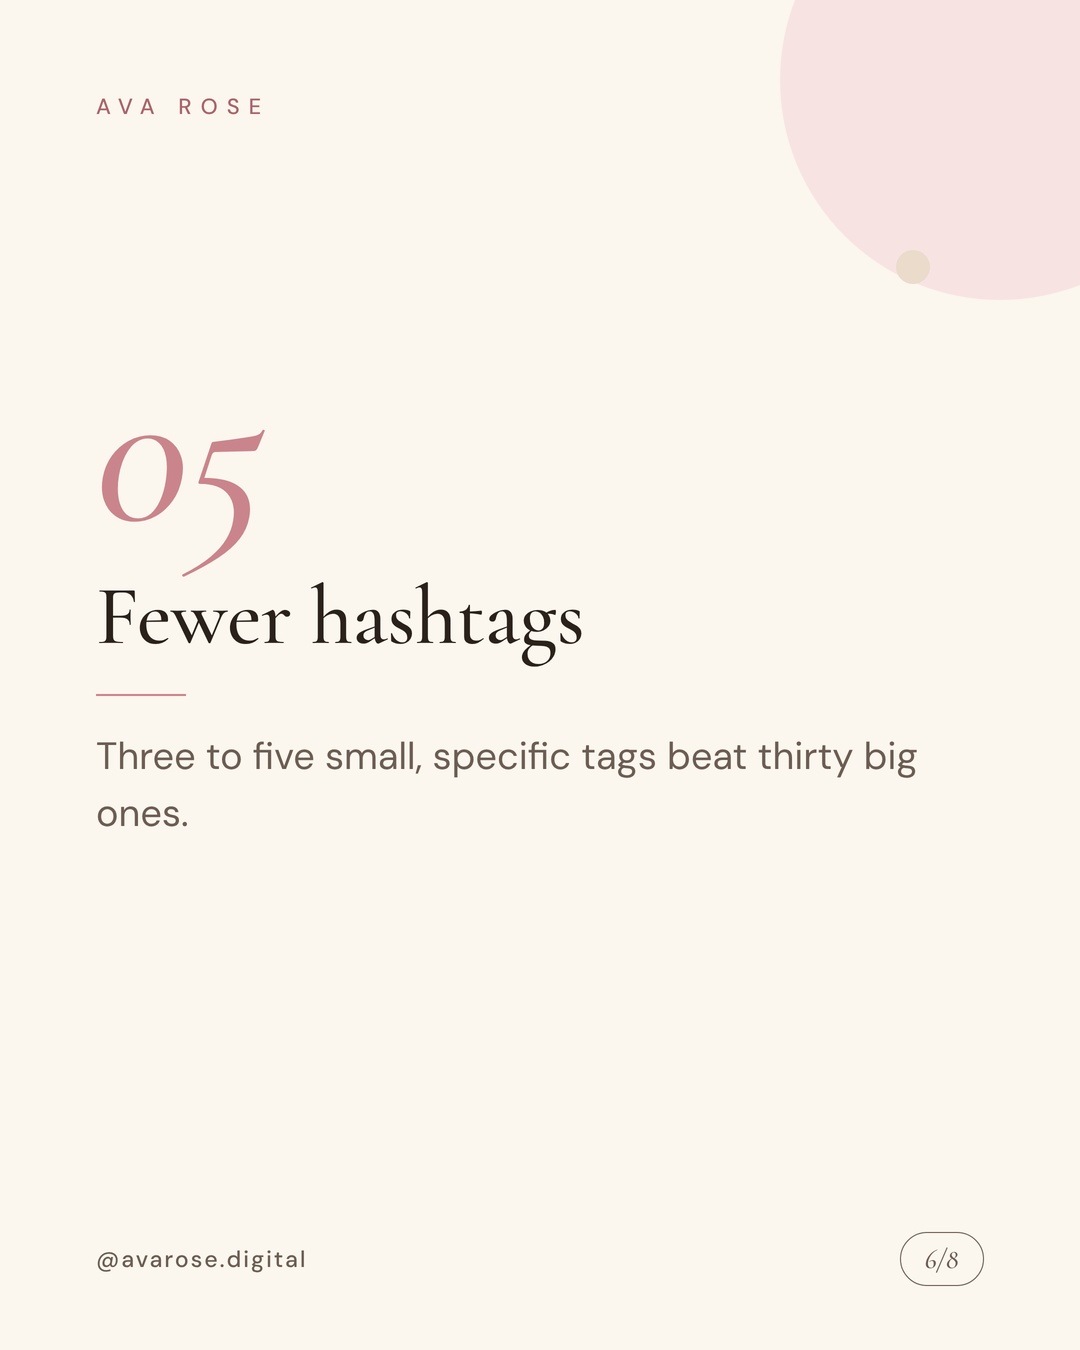 AVA ROSE
05
Fewer hashtags
Three to five small, specific tags beat thirty big
ones.
@avarose.digital
6/8